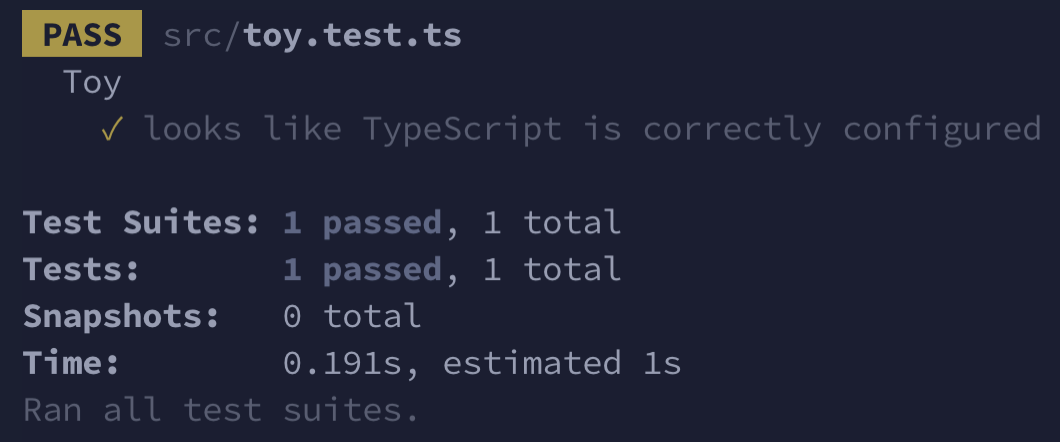 PASS src/toy.test.ts
Toy
✓ looks like TypeScript is correctly configured
Test Suites: 1 passed, 1 total
Tests: 1 passed, 1 total
Snapshots: 0 total
Time: 0.191s, estimated 1s
Ran all test suites.